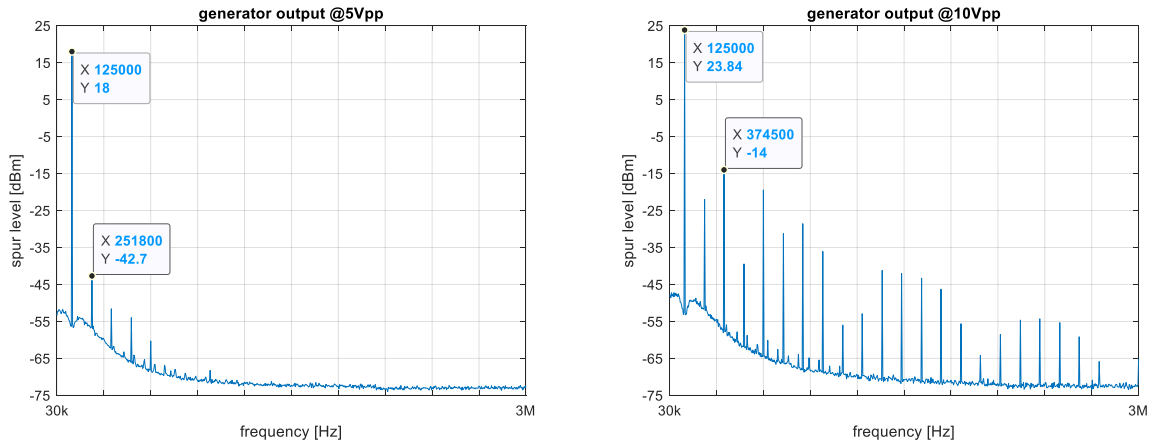 generator output @5Vpp
25
15
5
-5
-15
-25
-35
-45
-55
-65
-75
spur level [dBm]
X 125000
Y 18
X 251800
Y -42.7
30k
3M
frequency [Hz]
generator output @10Vpp
25
15
5
-5
-15
-25
-35
-45
-55
-65
-75
spur level [dBm]
X 125000
Y 23.84
X 374500
Y -14
30k
3M
frequency [Hz]